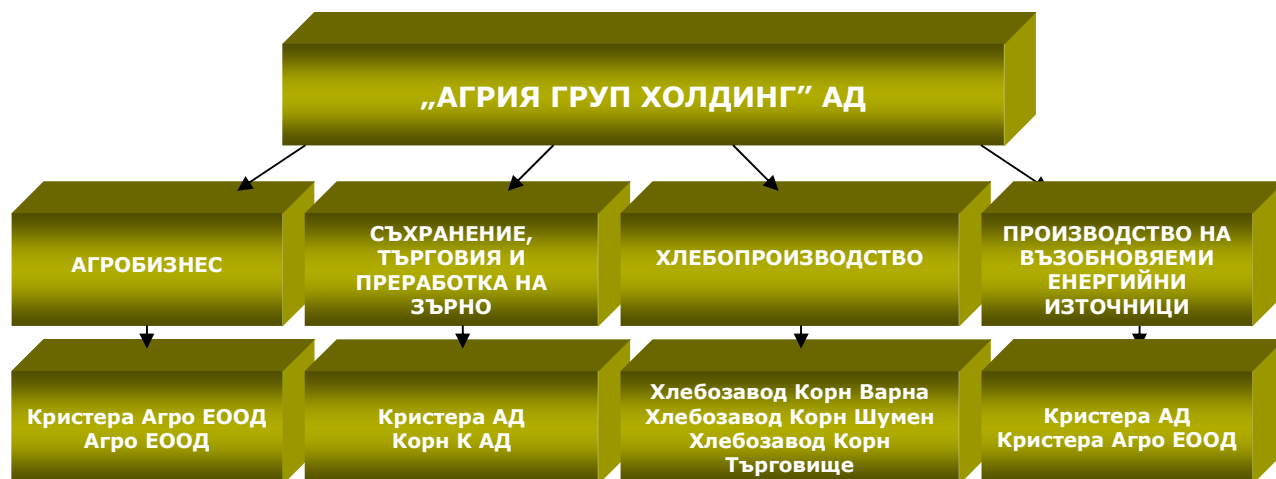 „АГРИЯ ГРУП ХОЛДИНГ” АД
АГРОБИЗНЕС
СЪХРАНЕНИЕ,
ТЪРГОВИЯ И
ПРЕРАБОТКА НА
ЗЪРНО
ХЛЕБОПРОИЗВОДСТВО
ПРОИЗВОДСТВО НА
ВЪЗОБНОВЯЕМИ
ЕНЕРГИЙНИ
ИЗТОЧНИЦИ
Кристера Агро ЕООД
Агро ЕООД
Кристера АД
Корн К АД
Хлебозавод Корн Варна
Хлебозавод Корн Шумен
Хлебозавод Корн
Търговище
Кристера АД
Кристера Агро ЕООД